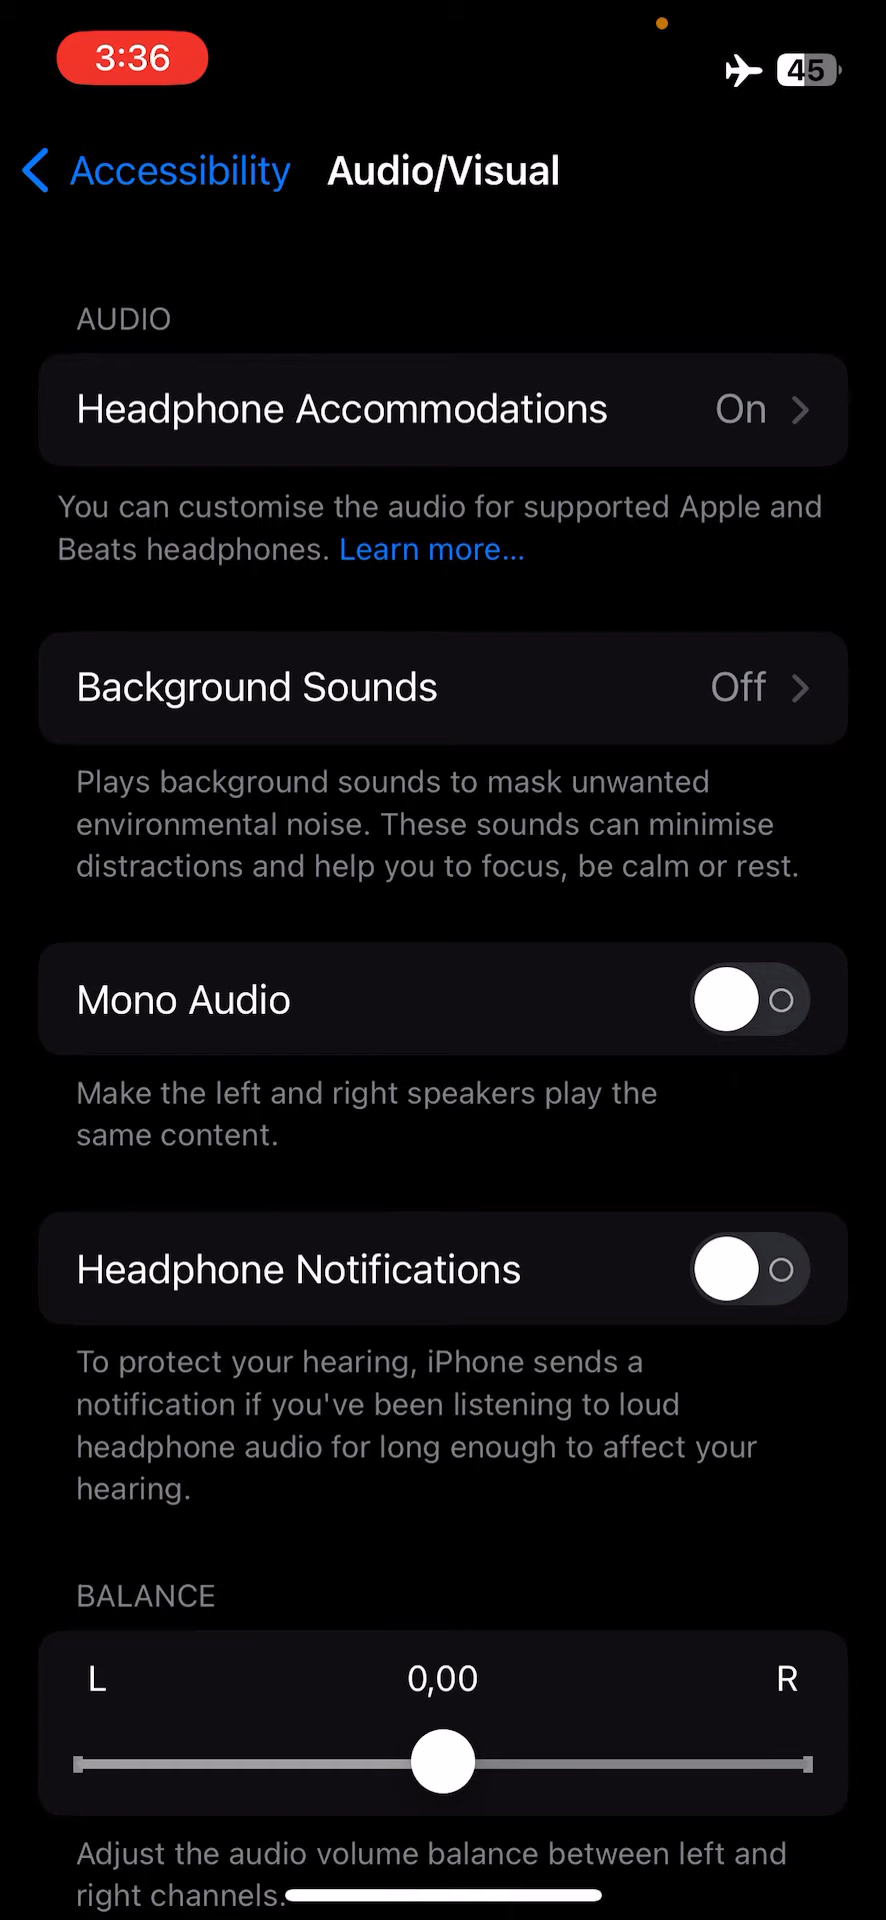 3:36
45
Accessibility Audio/Visual
AUDIO
Headphone Accommodations On
You can customise the audio for supported Apple and
Beats headphones. Learn more...
Background Sounds Off
Plays background sounds to mask unwanted
environmental noise. These sounds can minimise
distractions and help you to focus, be calm or rest.
Mono Audio
Make the left and right speakers play the
same content.
Headphone Notifications
To protect your hearing, iPhone sends a
notification if you've been listening to loud
headphone audio for long enough to affect your
hearing.
BALANCE
L 0,00 R
Adjust the audio volume balance between left and
right channels.